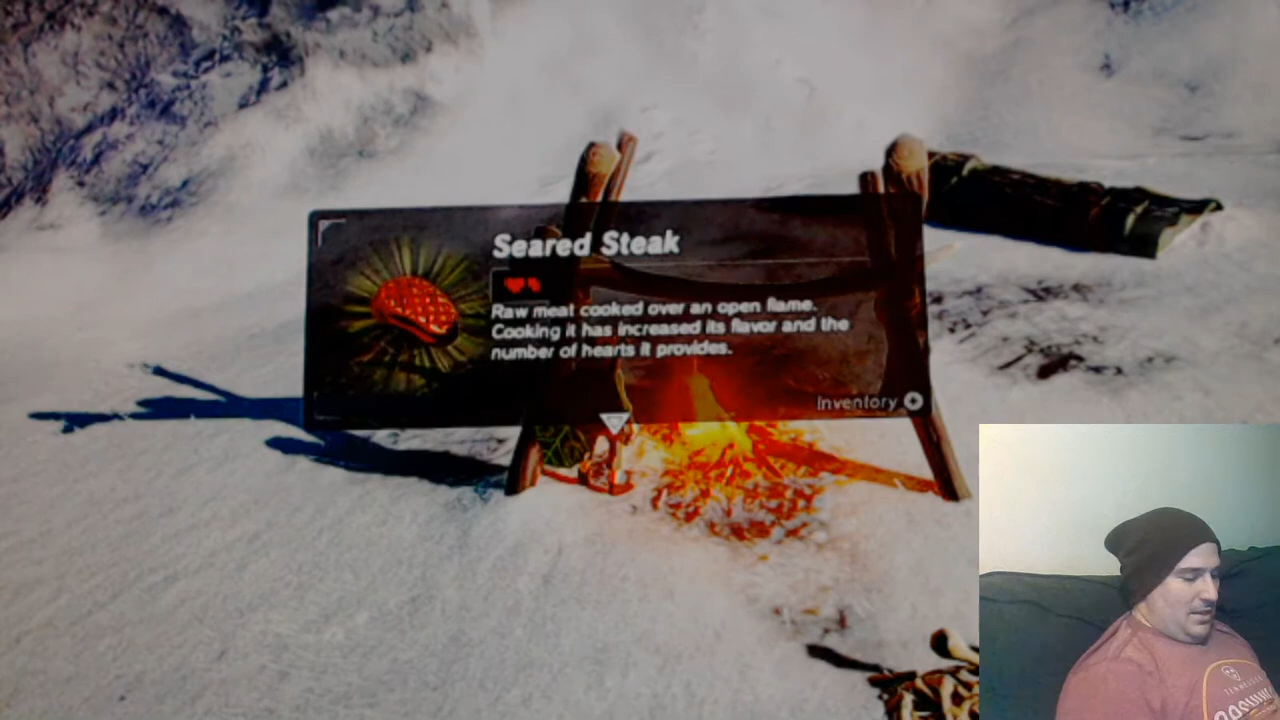 Seared Steak
Raw meat cooked over an open flame.
Cooking it has increased its flavor and the
number of hearts it provides.
Inventory
TENNESSEE